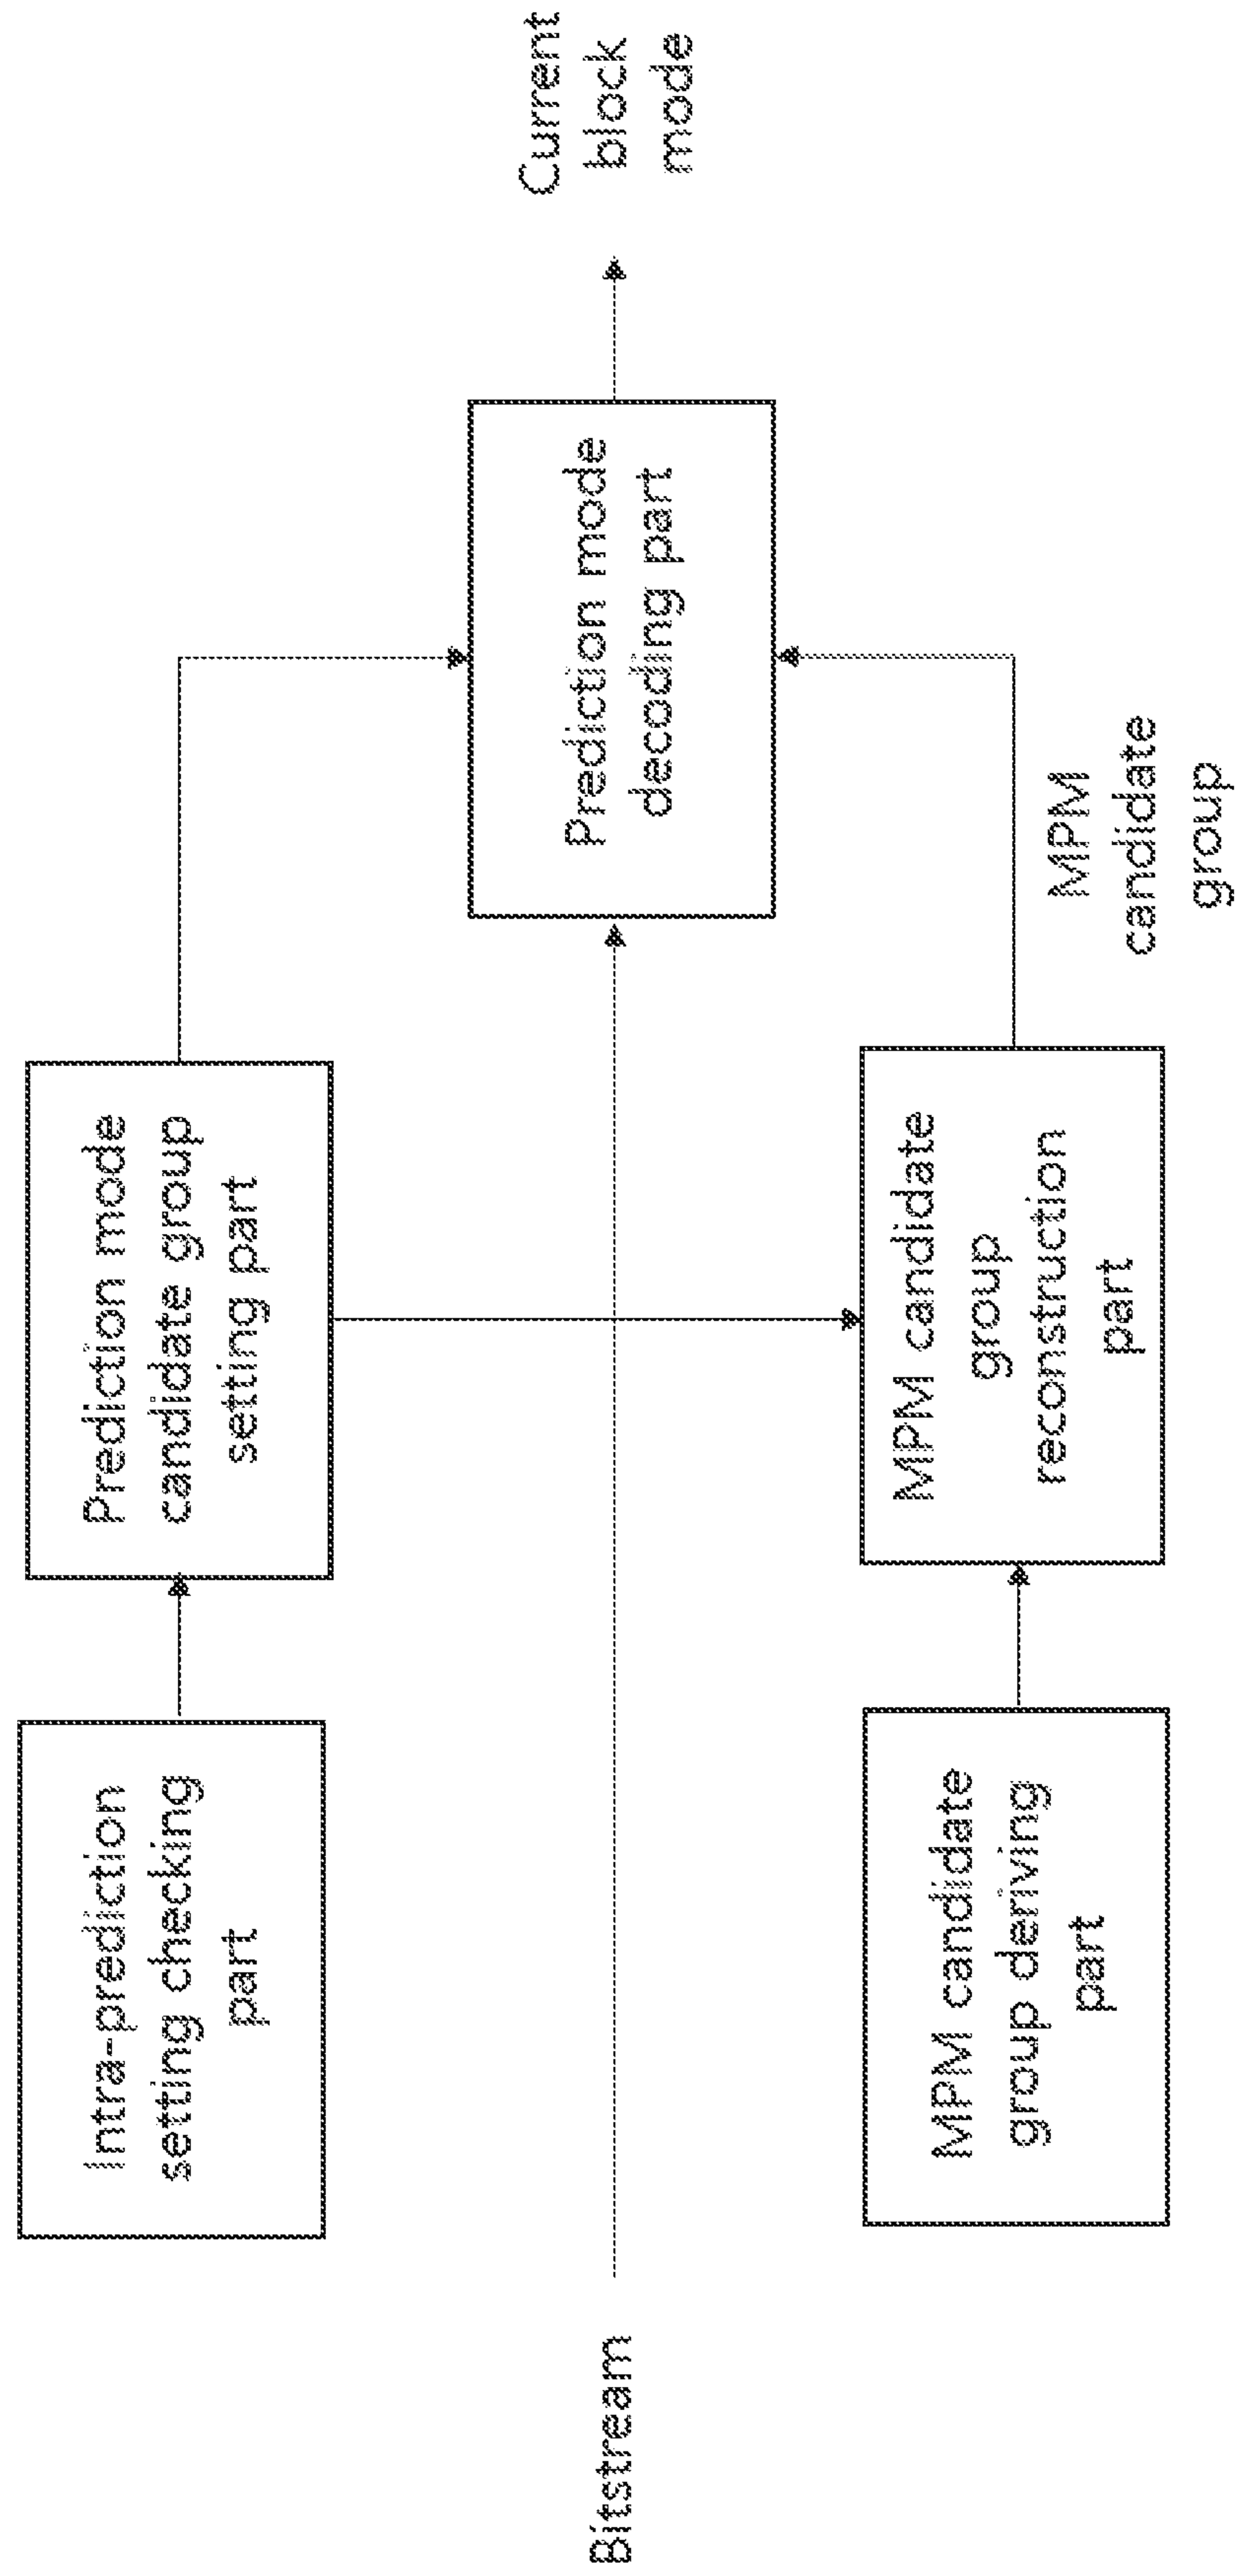 Intra-prediction
setting checking
part
Prediction mode
candidate group
setting part
Bitstream
Prediction mode
decoding part
Current
block
mode
MPM candidate
group deriving
part
MPM candidate
group
reconstruction
part
MPM
candidate
group